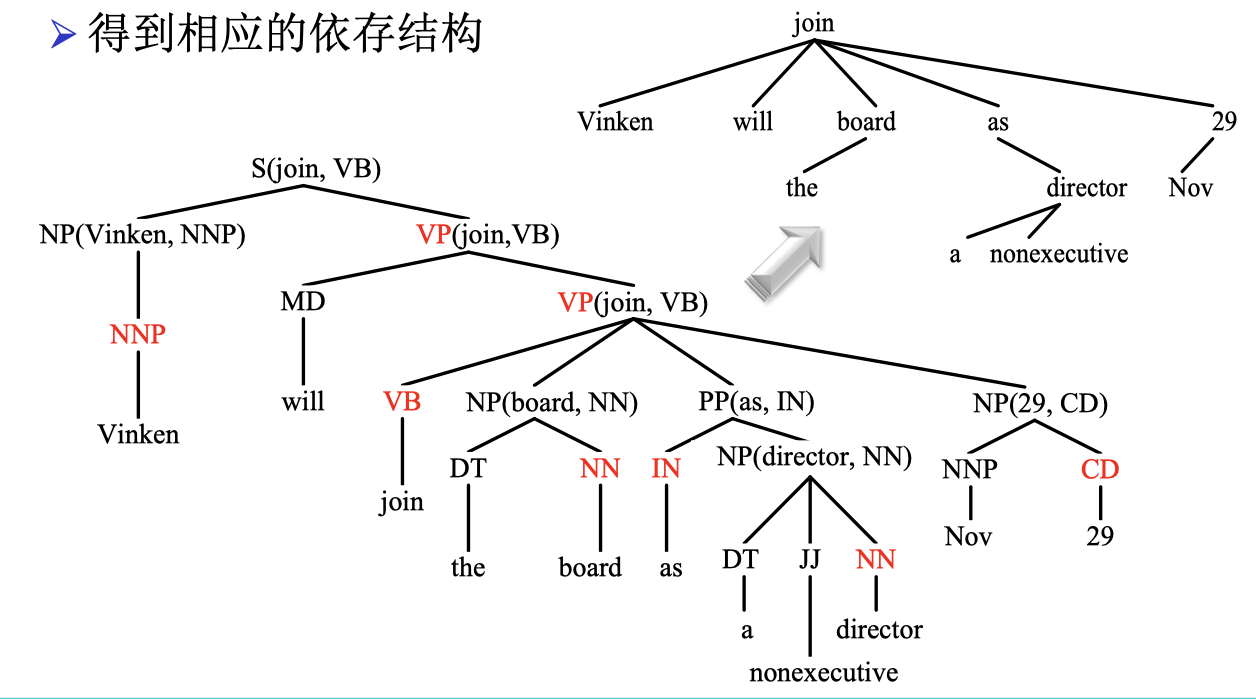 ➢ 得到相应的依存结构
join
Vinken will board as 29
the director Nov
a nonexecutive
S(join, VB)
NP(Vinken, NNP) VP(join,VB)
MD VP(join, VB)
NNP
will VB NP(board, NN) PP(as, IN) NP(29, CD)
Vinken
DT NN IN NP(director, NN) NNP CD
join
Nov 29
the board as DT JJ NN
a director
nonexecutive